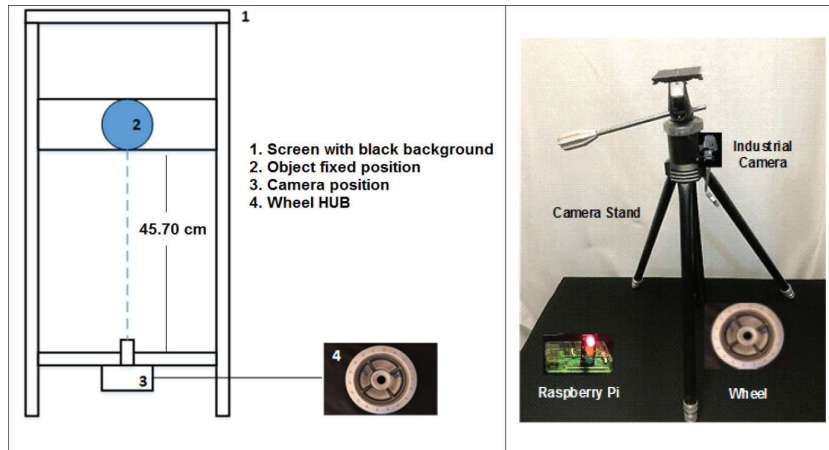 1
2
1. Screen with black background
2. Object fixed position
3. Camera position
4. Wheel HUB
45.70 cm
3
4
Industrial
Camera
Camera Stand
Raspberry Pi
Wheel